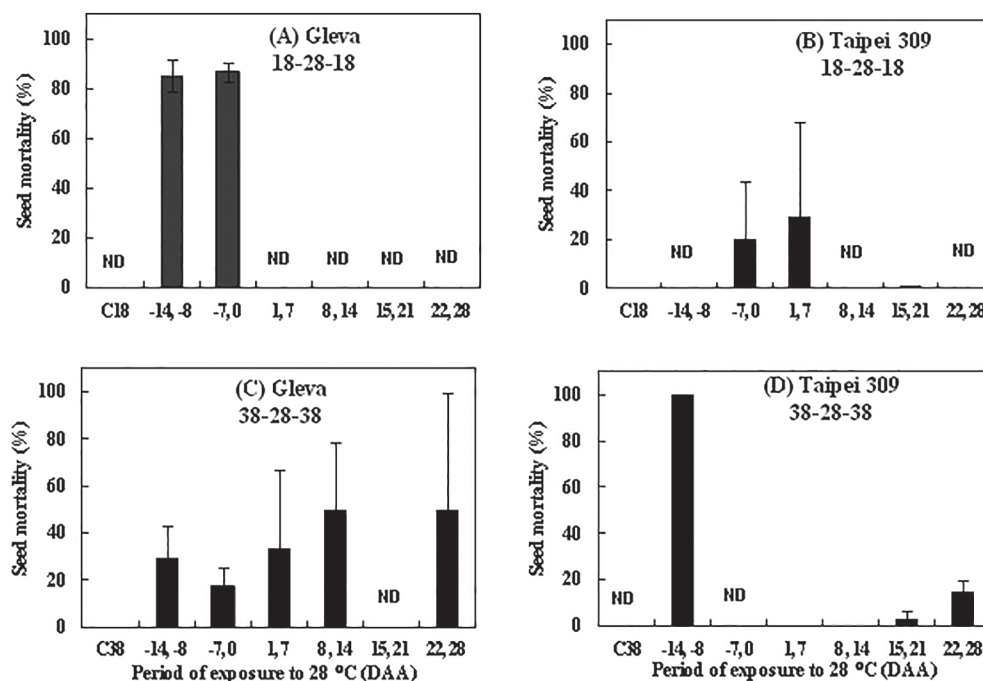 (A) Gleva
18-28-18
Seed mortality (%)
100
80
60
40
20
0
ND
ND
ND
ND
ND
C18
-14, -8
-7, 0
1, 7
8, 14
15, 21
22, 28
(B) Taipei 309
18-28-18
Seed mortality (%)
100
80
60
40
20
0
ND
ND
ND
C18
-14, -8
-7, 0
1, 7
8, 14
15, 21
22, 28
(C) Gleva
38-28-38
Seed mortality (%)
100
80
60
40
20
0
ND
C38
-14, -8
-7, 0
1, 7
8, 14
15, 21
22, 28
Period of exposure to 28 °C (DAA)
(D) Taipei 309
38-28-38
Seed mortality (%)
100
80
60
40
20
0
ND
ND
C38
-14, -8
-7, 0
1, 7
8, 14
15, 21
22, 28
Period of exposure to 28 °C (DAA)